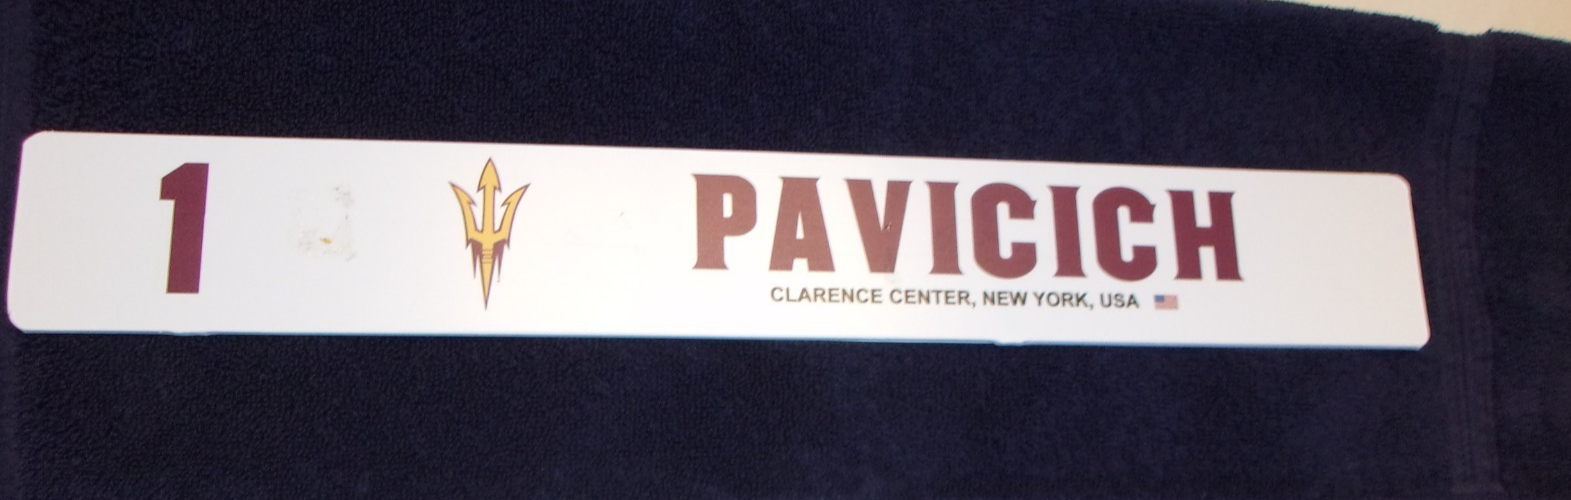 1 PAVICICH
CLARENCE CENTER, NEW YORK, USA